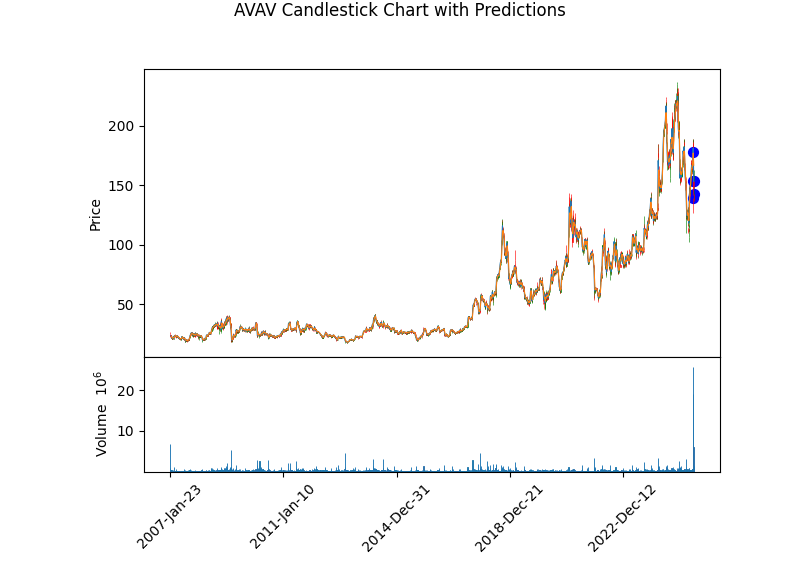 AVAV Candlestick Chart with Predictions
200
150
100
50
Price
20
10
Volume 10^6
2007-Jan-23
2011-Jan-10
2014-Dec-31
2018-Dec-21
2022-Dec-12